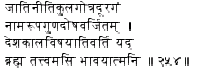 जातिनीतिकुलगोत्रदूरगं
नामरूपगुणदोषवर्जितम् ।
देशकालविषयातिवर्ति यद्
ब्रह्म तत्त्वमसि भावयात्मनि ॥ २५४॥